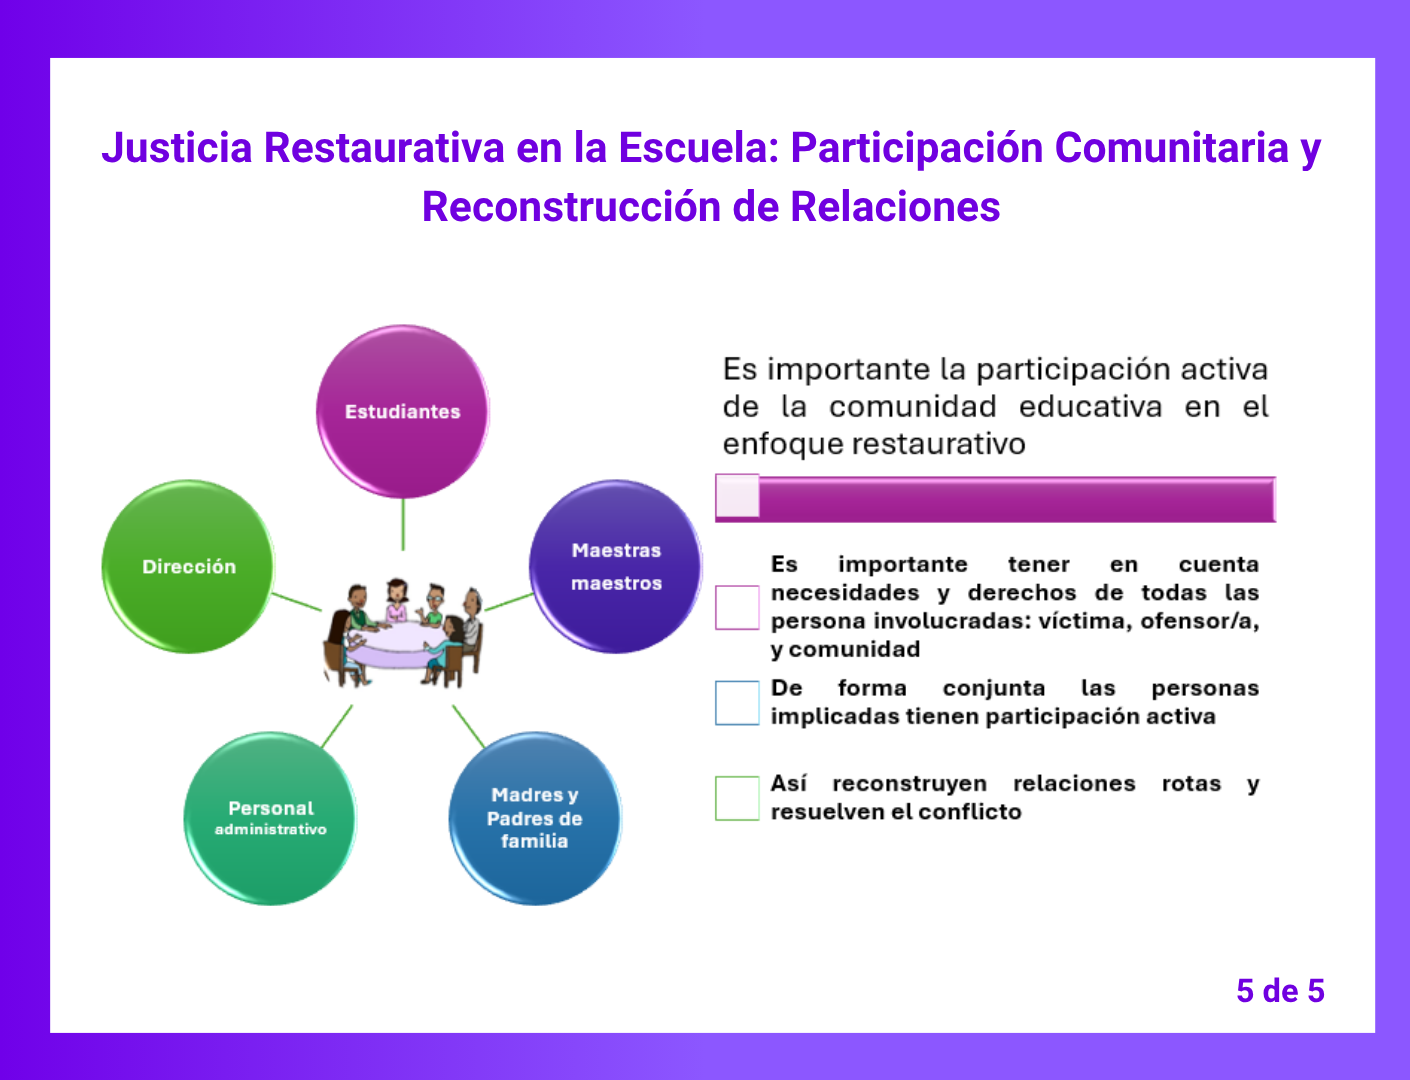 Justicia Restaurativa en la Escuela: Participación Comunitaria y
Reconstrucción de Relaciones
Estudiantes
Dirección
Maestras
maestros
Personal
administrativo
Madres y
Padres de
familia
Es importante la participación activa
de la comunidad educativa en el
enfoque restaurativo
Es importante tener en cuenta
necesidades y derechos de todas las
persona involucradas: víctima, ofensor/a,
y comunidad
De forma conjunta las personas
implicadas tienen participación activa
Así reconstruyen relaciones rotas y
resuelven el conflicto
5 de 5